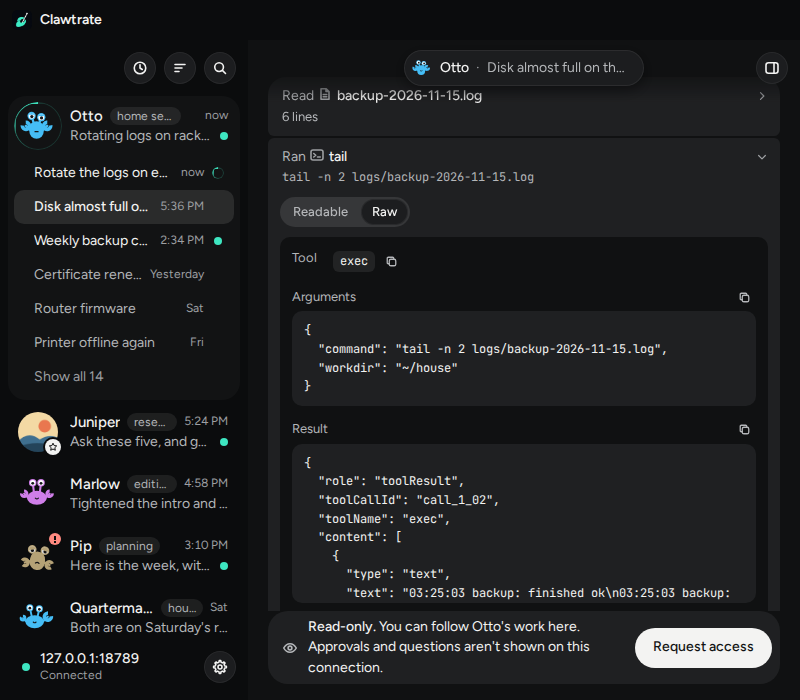 Clawtrate
Otto · Disk almost full on th...
Otto home se... now
Rotating logs on rack...
Rotate the logs on e... now
Disk almost full o... 5:36 PM
Weekly backup c... 2:34 PM
Certificate rene... Yesterday
Router firmware Sat
Printer offline again Fri
Show all 14
Juniper rese... 5:24 PM
Ask these five, and g...
Marlow editi... 4:58 PM
Tightened the intro and ...
Pip planning 3:10 PM
Here is the week, wit...
Quarterma... hou... Sat
Both are on Saturday's r...
127.0.0.1:18789
Connected
Read backup-2026-11-15.log
6 lines
Ran tail
tail -n 2 logs/backup-2026-11-15.log
Readable Raw
Tool exec
Arguments
{
"command": "tail -n 2 logs/backup-2026-11-15.log",
"workdir": "~/house"
}
Result
{
"role": "toolResult",
"toolCallId": "call_1_02",
"toolName": "exec",
"content": [
{
"type": "text",
"text": "03:25:03 backup: finished ok\n03:25:03 backup:
Read-only. You can follow Otto's work here.
Approvals and questions aren't shown on this
connection.
Request access